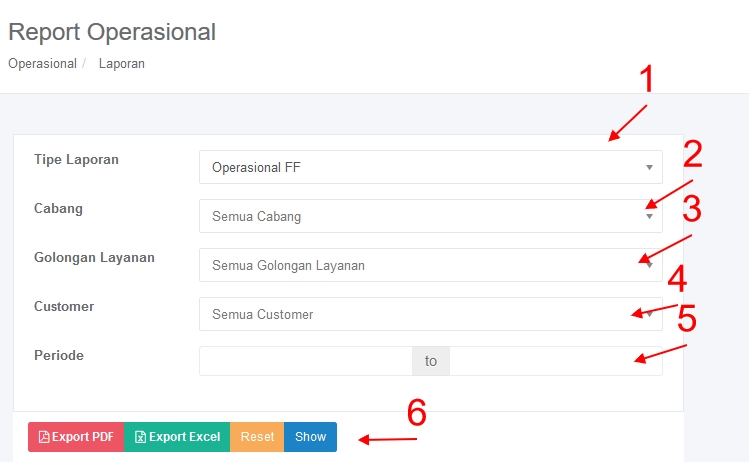 Report Operasional
Operasional / Laporan
1
Tipe Laporan
Operasional FF
2
Cabang
Semua Cabang
3
Golongan Layanan
Semua Golongan Layanan
4
Customer
Semua Customer
5
Periode
to
6
Export PDF Export Excel Reset Show